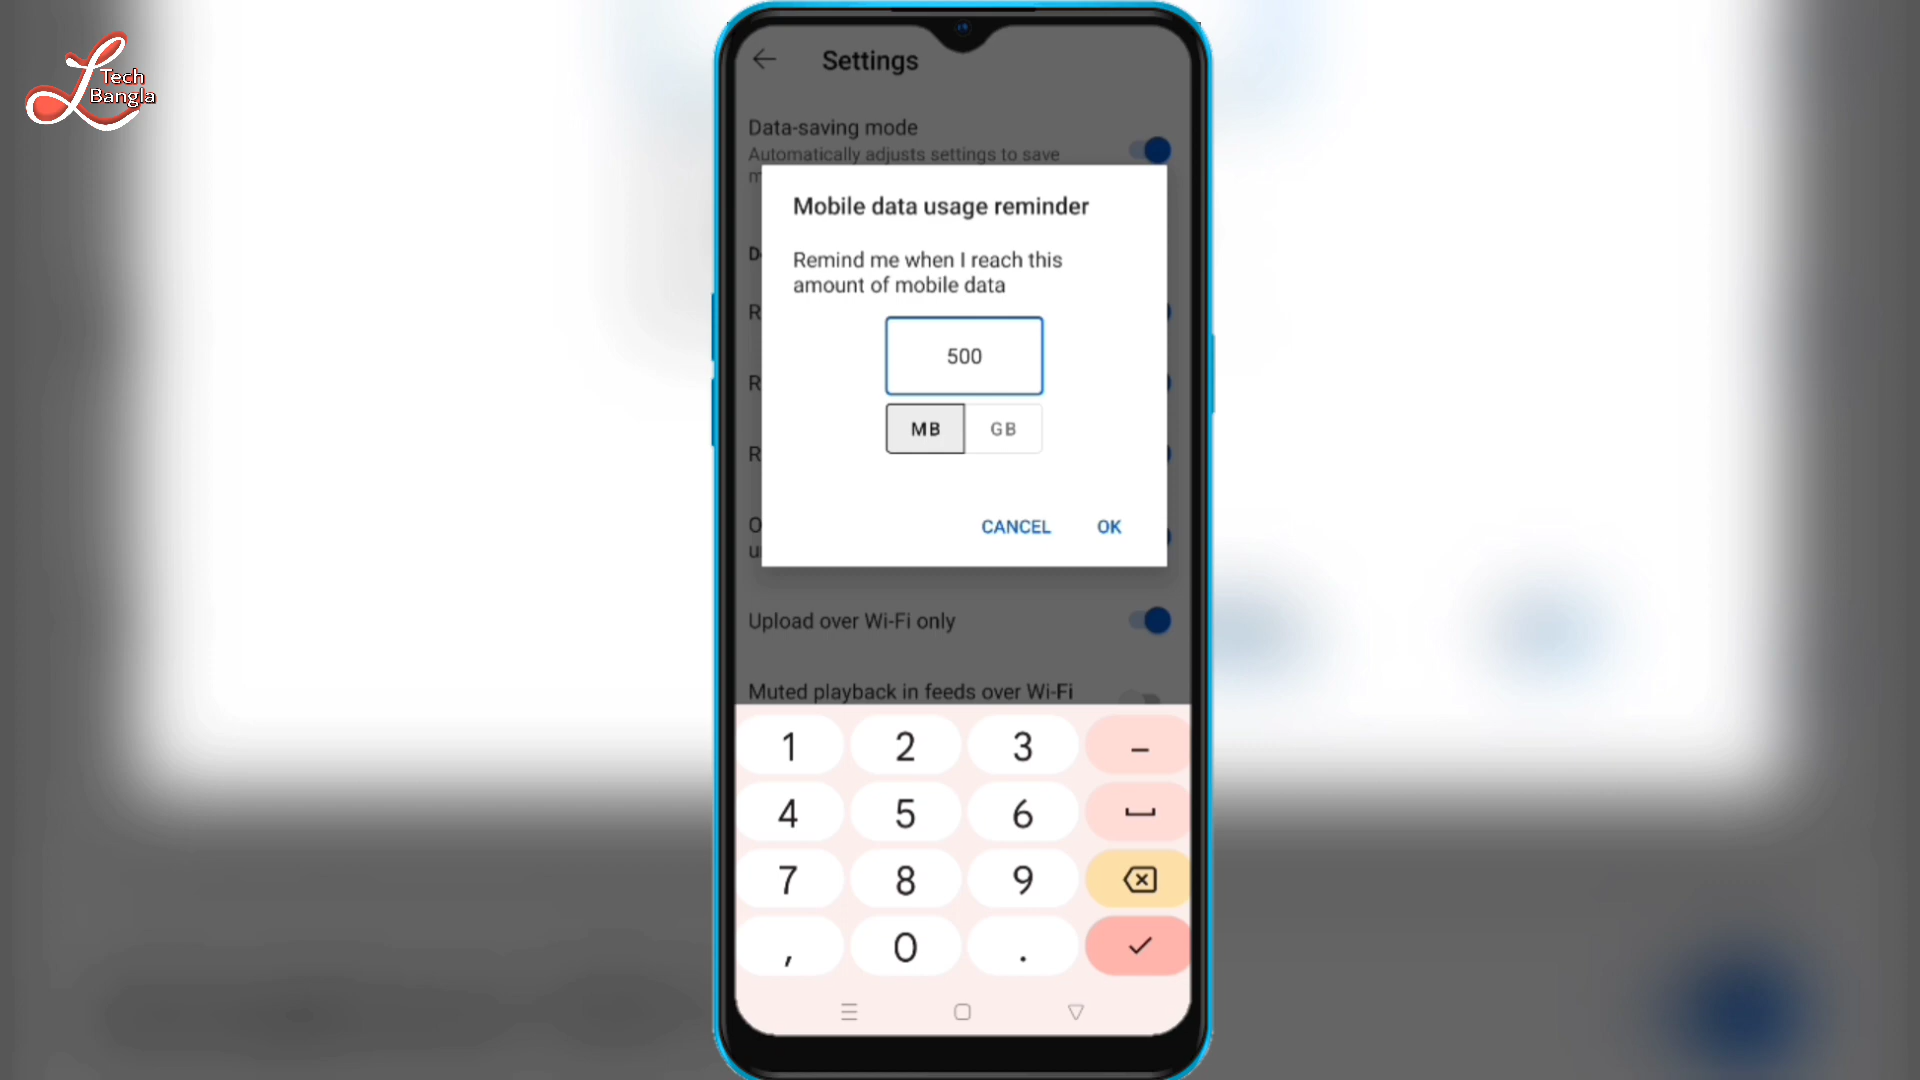 Tech
Bangla
Settings
Data-saving mode
Automatically adjusts settings to save
Mobile data usage reminder
Remind me when I reach this
amount of mobile data
500
MB GB
CANCEL OK
Upload over Wi-Fi only
Muted playback in feeds over Wi-Fi
1 2 3 –
4 5 6
7 8 9
, 0 .